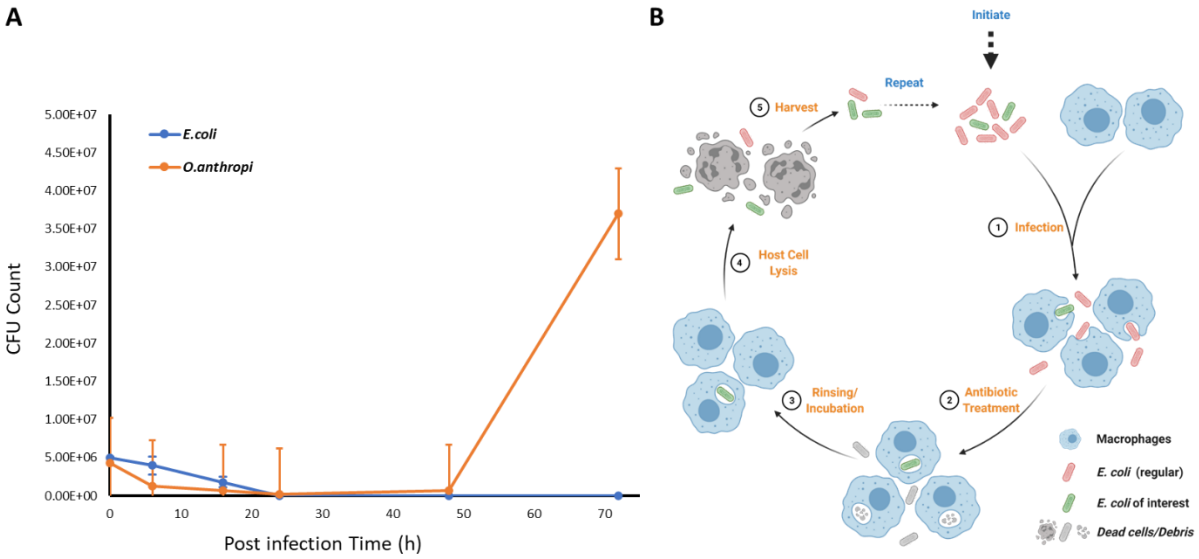 A
CFU Count
5.00E+07
4.50E+07
4.00E+07
3.50E+07
3.00E+07
2.50E+07
2.00E+07
1.50E+07
1.00E+07
5.00E+06
0.00E+00
E.coli
O.anthropi
0 10 20 30 40 50 60 70
Post infection Time (h)
B
Initiate
Repeat
5 Harvest
1 Infection
4 Host Cell
Lysis
3 Rinsing/
Incubation
2 Antibiotic
Treatment
Macrophages
E. coli (regular)
E. coli of interest
Dead cells/Debris